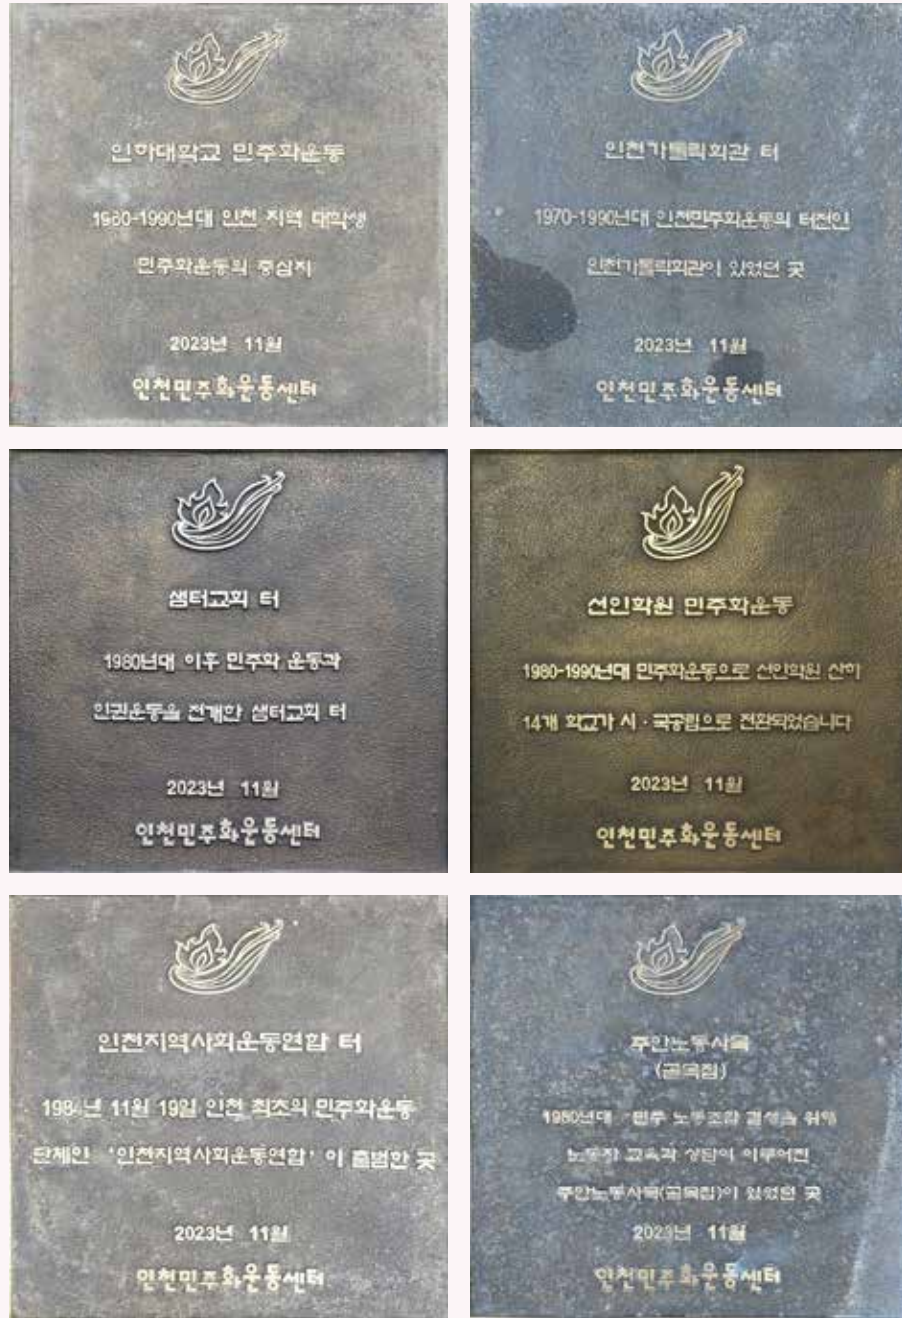 인하대학교 민주화운동
1980-1990년대 인천 지역 대학생
민주화운동의 중심지
2023년 11월
인천민주화운동센터
인천가톨릭회관 터
1970-1990년대 인천민주화운동의 터전인
인천가톨릭회관이 있었던 곳
2023년 11월
인천민주화운동센터
샘터교회 터
1980년대 이후 민주화 운동과
인권운동을 전개한 샘터교회 터
2023년 11월
인천민주화운동센터
선인학원 민주화운동
1980-1990년대 민주화운동으로 선인학원 산하
14개 학교가 시·국공립으로 전환되었습니다
2023년 11월
인천민주화운동센터
인천지역사회운동연합 터
1984년 11월 19일 인천 최초의 민주화운동
단체인 '인천지역사회운동연합' 이 출범한 곳
2023년 11월
인천민주화운동센터
주안노동사목
(골목집)
1980년대 민주 노동조합 결성을 위해
노동자 교육과 상담이 이루어진
주안노동사목(골목집)이 있었던 곳
2023년 11월
인천민주화운동센터